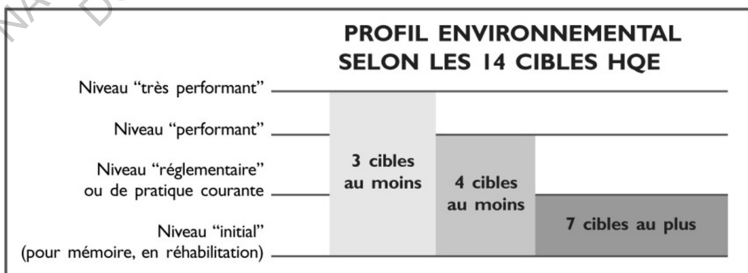 PROFIL ENVIRONNEMENTAL
SELON LES 14 CIBLES HQE
Niveau “très performant”
Niveau “performant”
Niveau “réglementaire”
ou de pratique courante
Niveau “initial”
(pour mémoire, en réhabilitation)
3 cibles
au moins
4 cibles
au moins
7 cibles au plus